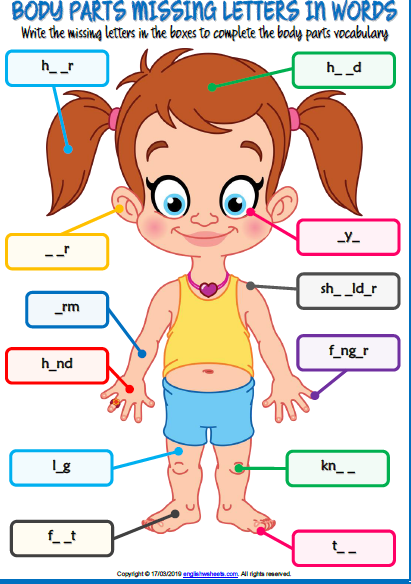 BODY PARTS MISSING LETTERS IN WORDS
Write the missing letters in the boxes to complete the body parts vocabulary
h_ _r
h_ _d
_ _r
_y_
_rm
sh_ _ld_r
h_nd
f_ng_r
l_g
kn_ _
f_ _t
t_ _
Copyright © 17/03/2019 englishwsheets.com. All rights reserved.